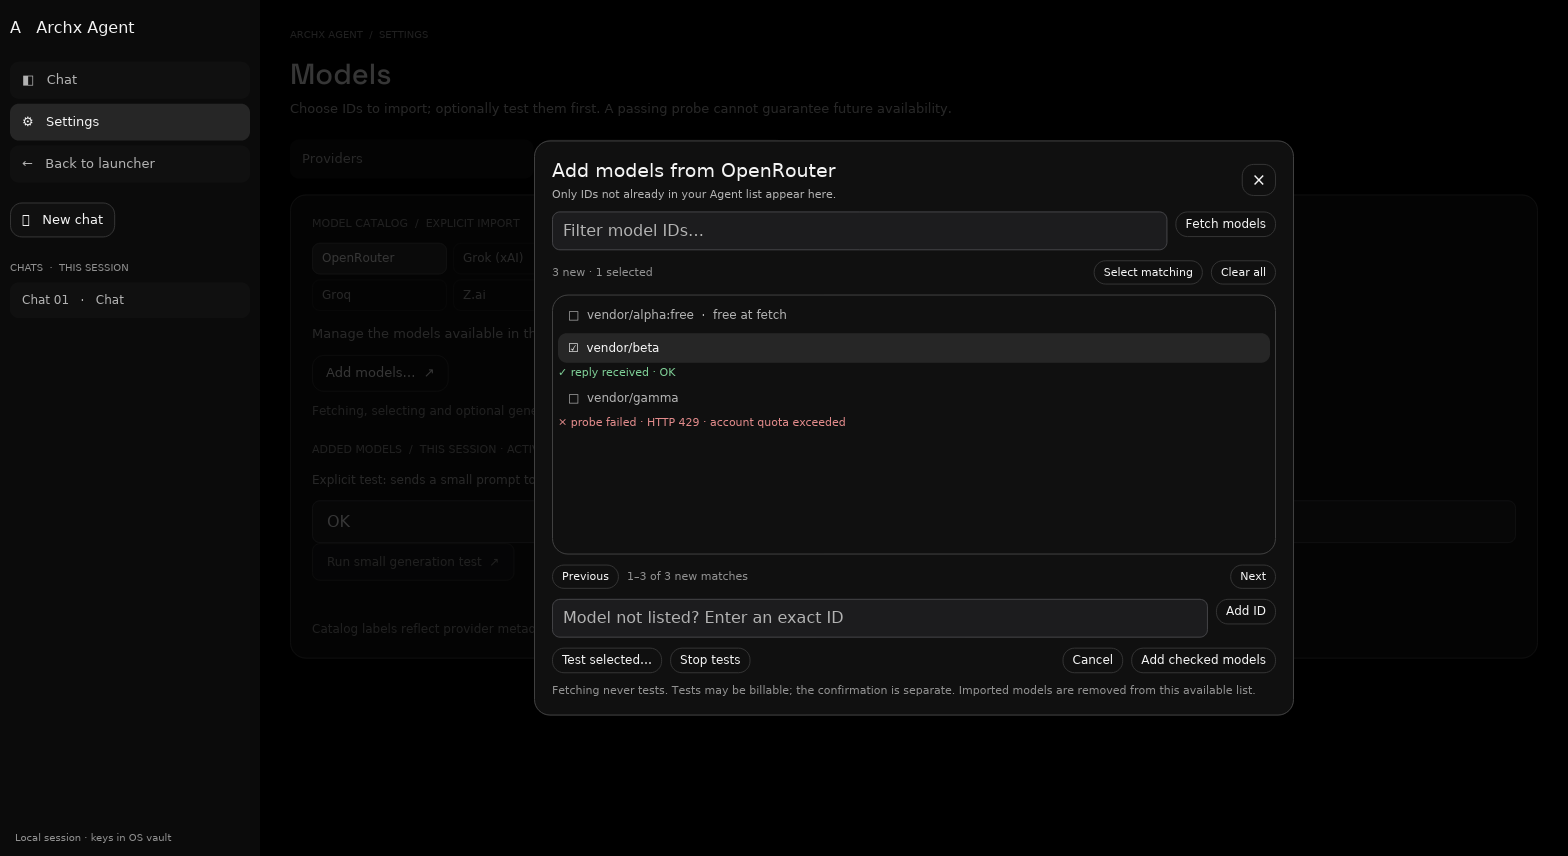 A Archx Agent
◧ Chat
⚙ Settings
← Back to launcher
New chat
CHATS · THIS SESSION
Chat 01 · Chat
Local session · keys in OS vault
ARCHX AGENT / SETTINGS
Models
Choose IDs to import; optionally test them first. A passing probe cannot guarantee future availability.
Providers
MODEL CATALOG / EXPLICIT IMPORT
OpenRouter Grok (xAI)
Groq Z.ai
Manage the models available in th
Add models… ↗
Fetching, selecting and optional gene
ADDED MODELS / THIS SESSION · ACTIV
Explicit test: sends a small prompt to
OK
Run small generation test ↗
Catalog labels reflect provider metad
Add models from OpenRouter
×
Only IDs not already in your Agent list appear here.
Filter model IDs…
Fetch models
3 new · 1 selected
Select matching
Clear all
☐ vendor/alpha:free · free at fetch
☑ vendor/beta
✓ reply received · OK
☐ vendor/gamma
✕ probe failed · HTTP 429 · account quota exceeded
Previous
1–3 of 3 new matches
Next
Model not listed? Enter an exact ID
Add ID
Test selected…
Stop tests
Cancel
Add checked models
Fetching never tests. Tests may be billable; the confirmation is separate. Imported models are removed from this available list.